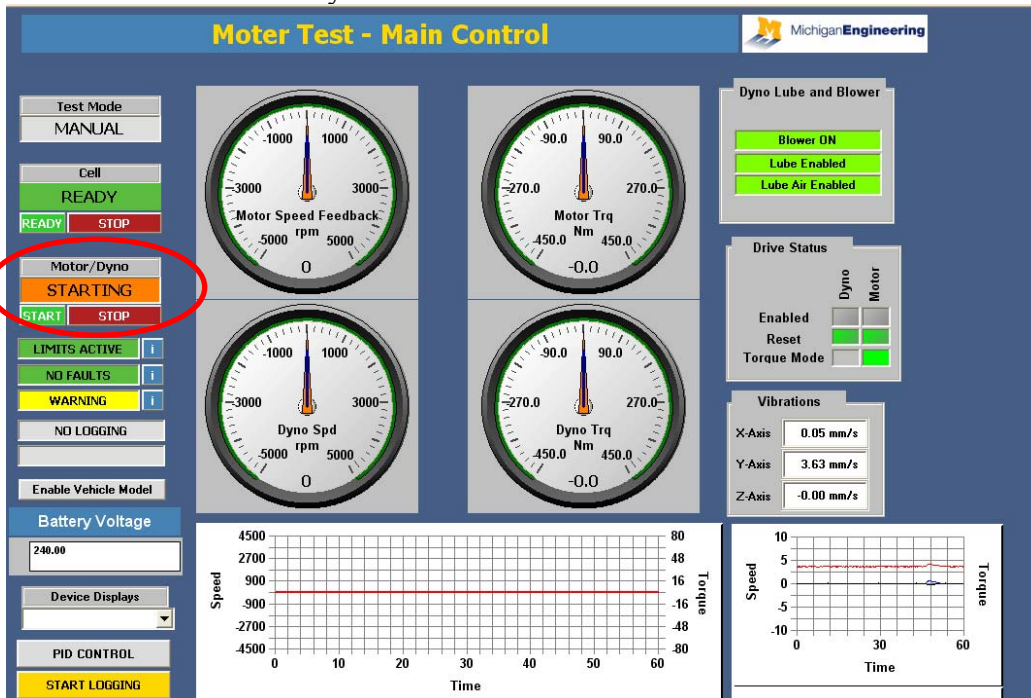 Moter Test - Main Control
MichiganEngineering
Test Mode
MANUAL
Cell
READY
READY STOP
Motor/Dyno
STARTING
START STOP
LIMITS ACTIVE i
NO FAULTS i
WARNING i
NO LOGGING
Enable Vehicle Model
Battery Voltage
240.00
Device Displays
PID CONTROL
START LOGGING
-1000 1000
-3000 3000
Motor Speed Feedback
rpm
-5000 5000
0
-90.0 90.0
-270.0 270.0
Motor Trq
Nm
-450.0 450.0
-0.0
-1000 1000
-3000 3000
Dyno Spd
rpm
-5000 5000
0
-90.0 90.0
-270.0 270.0
Dyno Trq
Nm
-450.0 450.0
-0.0
Dyno Lube and Blower
Blower ON
Lube Enabled
Lube Air Enabled
Drive Status
Dyno Motor
Enabled
Reset
Torque Mode
Vibrations
X-Axis 0.05 mm/s
Y-Axis 3.63 mm/s
Z-Axis -0.00 mm/s
4500 80
2700 48
900 16
-900 -16
-2700 -48
-4500 -80
Speed
Torque
0 10 20 30 40 50 60
Time
10
5
0
-5
-10
Speed
Torque
0 30 60
Time